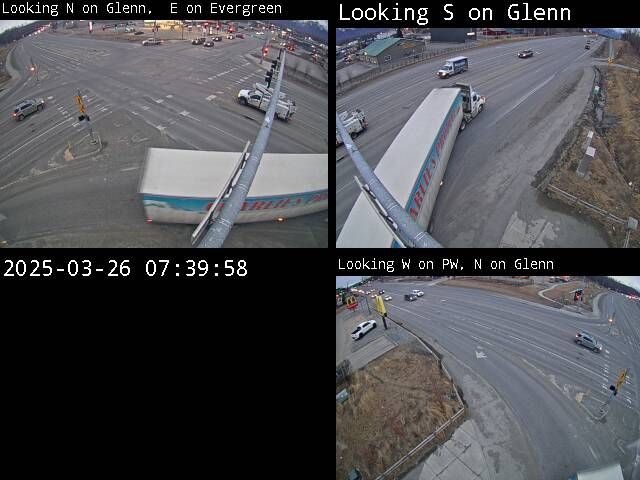 Looking N on Glenn,  E on Evergreen
Looking S on Glenn
2025-03-26 07:39:58
Looking W on PW, N on Glenn